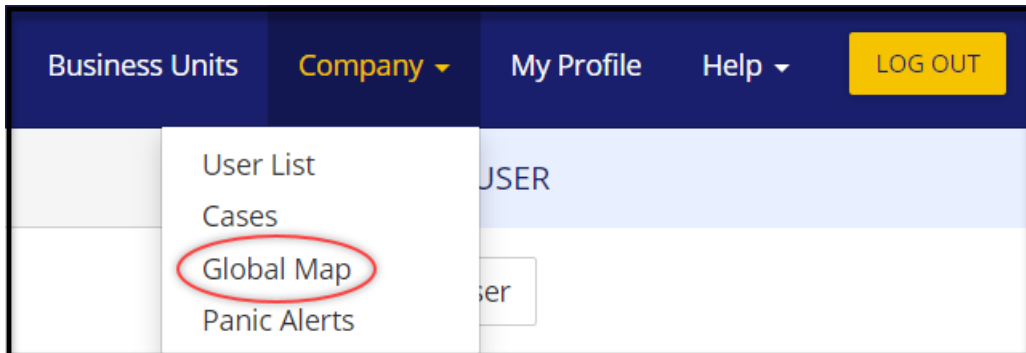 Business Units Company My Profile Help LOG OUT
User List
USER
Cases
Global Map
ser
Panic Alerts